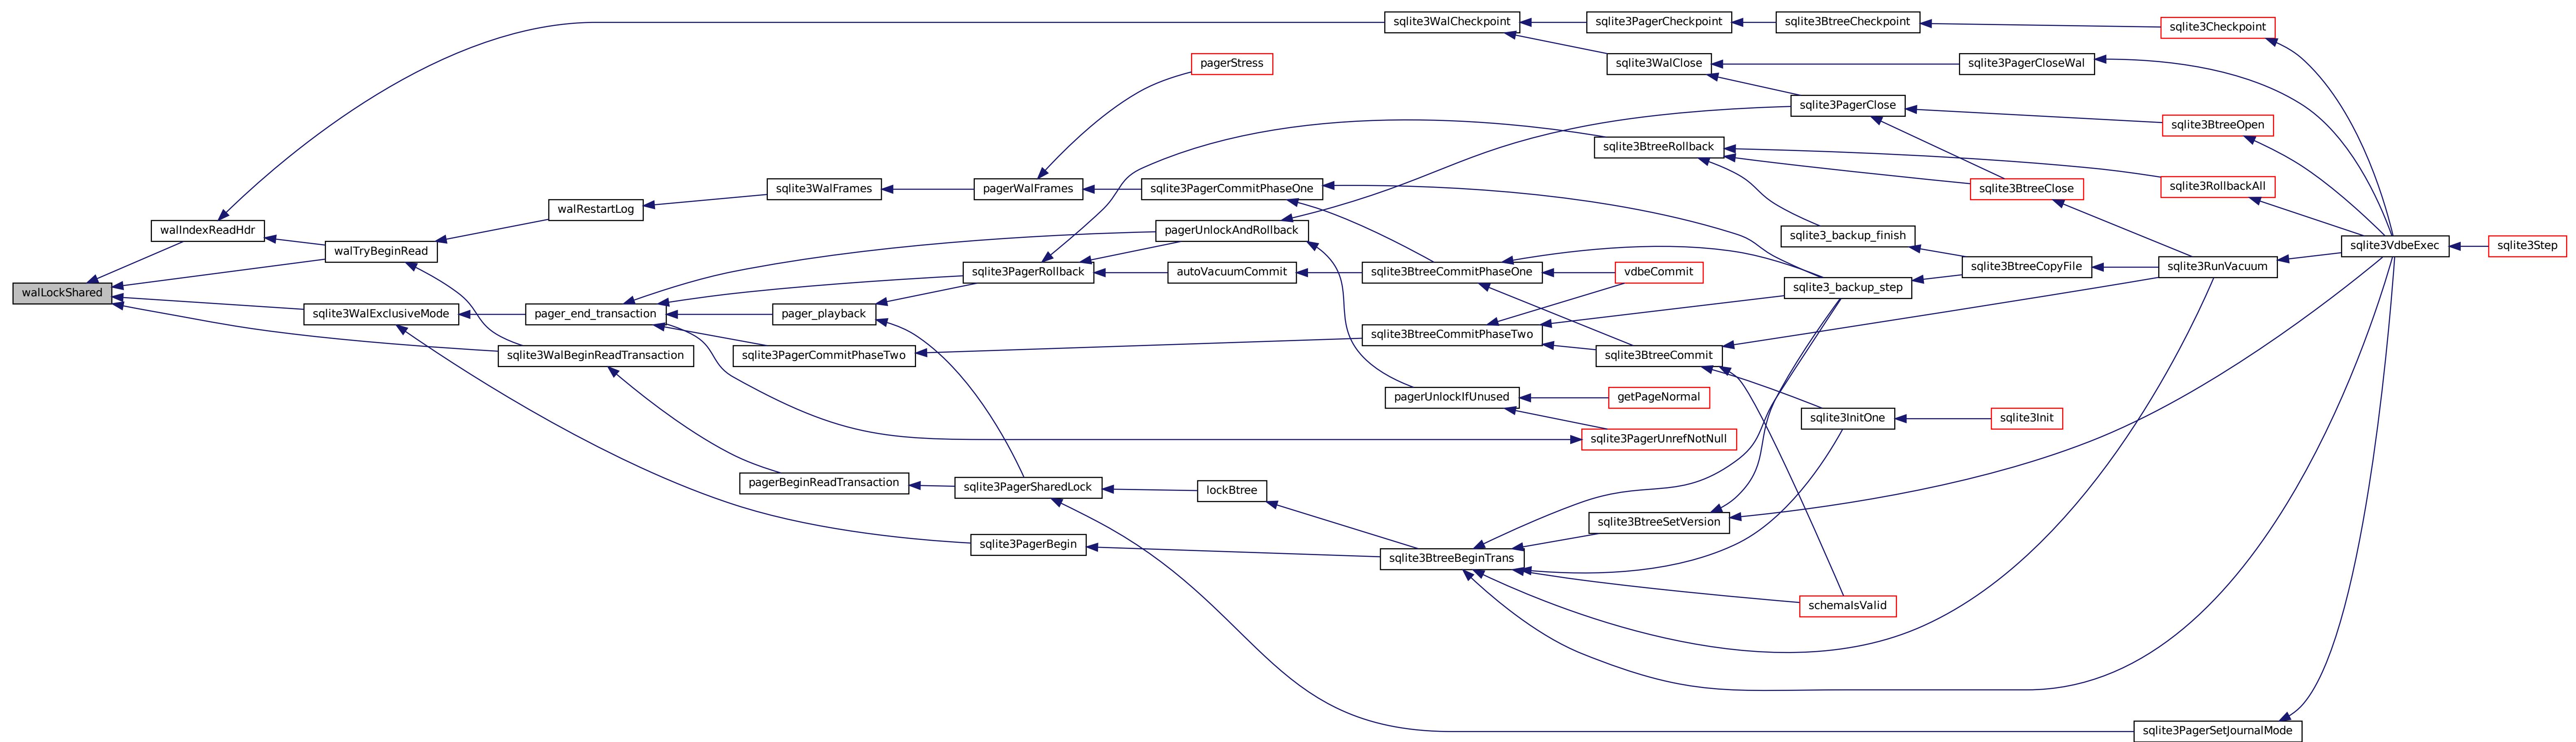 sqlite3WalCheckpoint
sqlite3PagerCheckpoint
sqlite3BtreeCheckpoint
sqlite3Checkpoint
pagerStress
sqlite3WalClose
sqlite3PagerCloseWal
sqlite3PagerClose
sqlite3BtreeOpen
sqlite3BtreeRollback
sqlite3WalFrames
pagerWalFrames
sqlite3PagerCommitPhaseOne
sqlite3BtreeClose
sqlite3RollbackAll
walRestartLog
walIndexReadHdr
pagerUnlockAndRollback
sqlite3_backup_finish
walTryBeginRead
sqlite3VdbeExec
sqlite3Step
sqlite3PagerRollback
autoVacuumCommit
sqlite3BtreeCommitPhaseOne
vdbeCommit
sqlite3BtreeCopyFile
sqlite3RunVacuum
walLockShared
sqlite3_backup_step
sqlite3WalExclusiveMode
pager_end_transaction
pager_playback
sqlite3BtreeCommitPhaseTwo
sqlite3WalBeginReadTransaction
sqlite3PagerCommitPhaseTwo
sqlite3BtreeCommit
pagerUnlockIfUnused
getPageNormal
sqlite3InitOne
sqlite3Init
sqlite3PagerUnrefNotNull
pagerBeginReadTransaction
sqlite3PagerSharedLock
lockBtree
sqlite3BtreeSetVersion
sqlite3PagerBegin
sqlite3BtreeBeginTrans
schemaIsValid
sqlite3PagerSetJournalMode